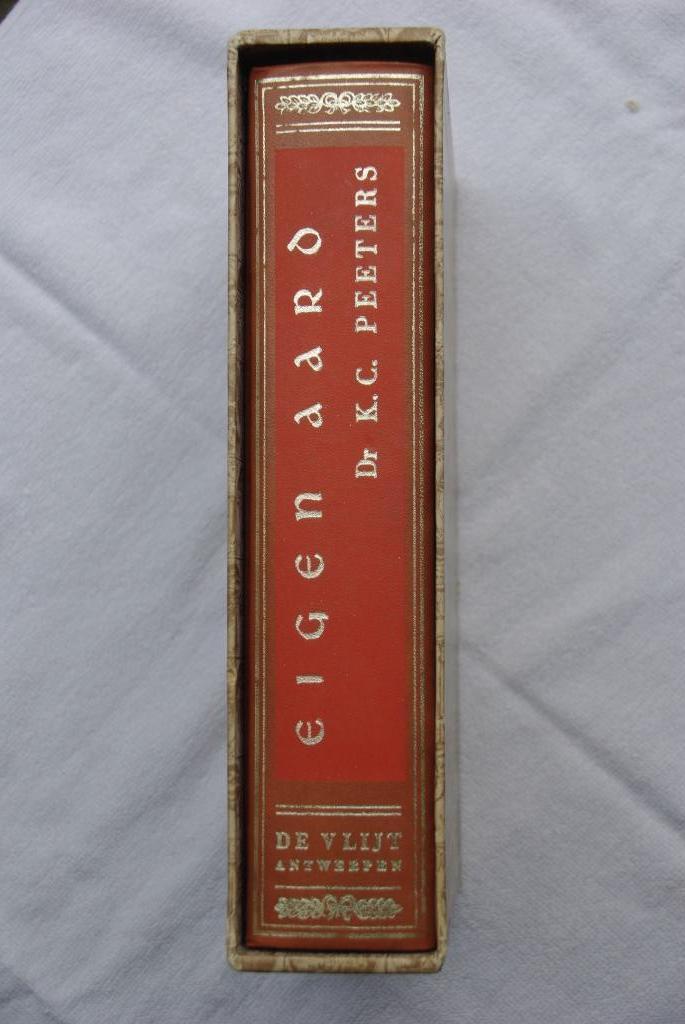 eigen aard
Dr K. C. PEETERS
DE VLIJT
ANTWERPEN